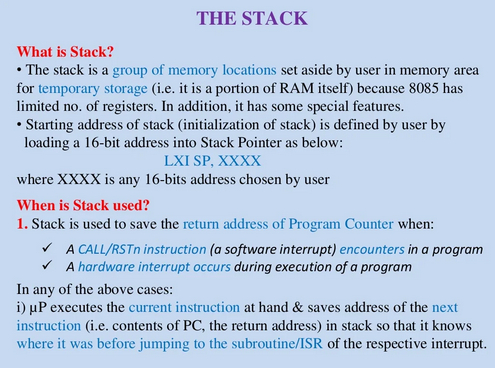 THE STACK
What is Stack?
• The stack is a group of memory locations set aside by user in memory area
for temporary storage (i.e. it is a portion of RAM itself) because 8085 has
limited no. of registers. In addition, it has some special features.
• Starting address of stack (initialization of stack) is defined by user by
loading a 16-bit address into Stack Pointer as below:
LXI SP, XXXX
where XXXX is any 16-bits address chosen by user
When is Stack used?
1. Stack is used to save the return address of Program Counter when:
✓ A CALL/RSTn instruction (a software interrupt) encounters in a program
✓ A hardware interrupt occurs during execution of a program
In any of the above cases:
i) µP executes the current instruction at hand & saves address of the next
instruction (i.e. contents of PC, the return address) in stack so that it knows
where it was before jumping to the subroutine/ISR of the respective interrupt.